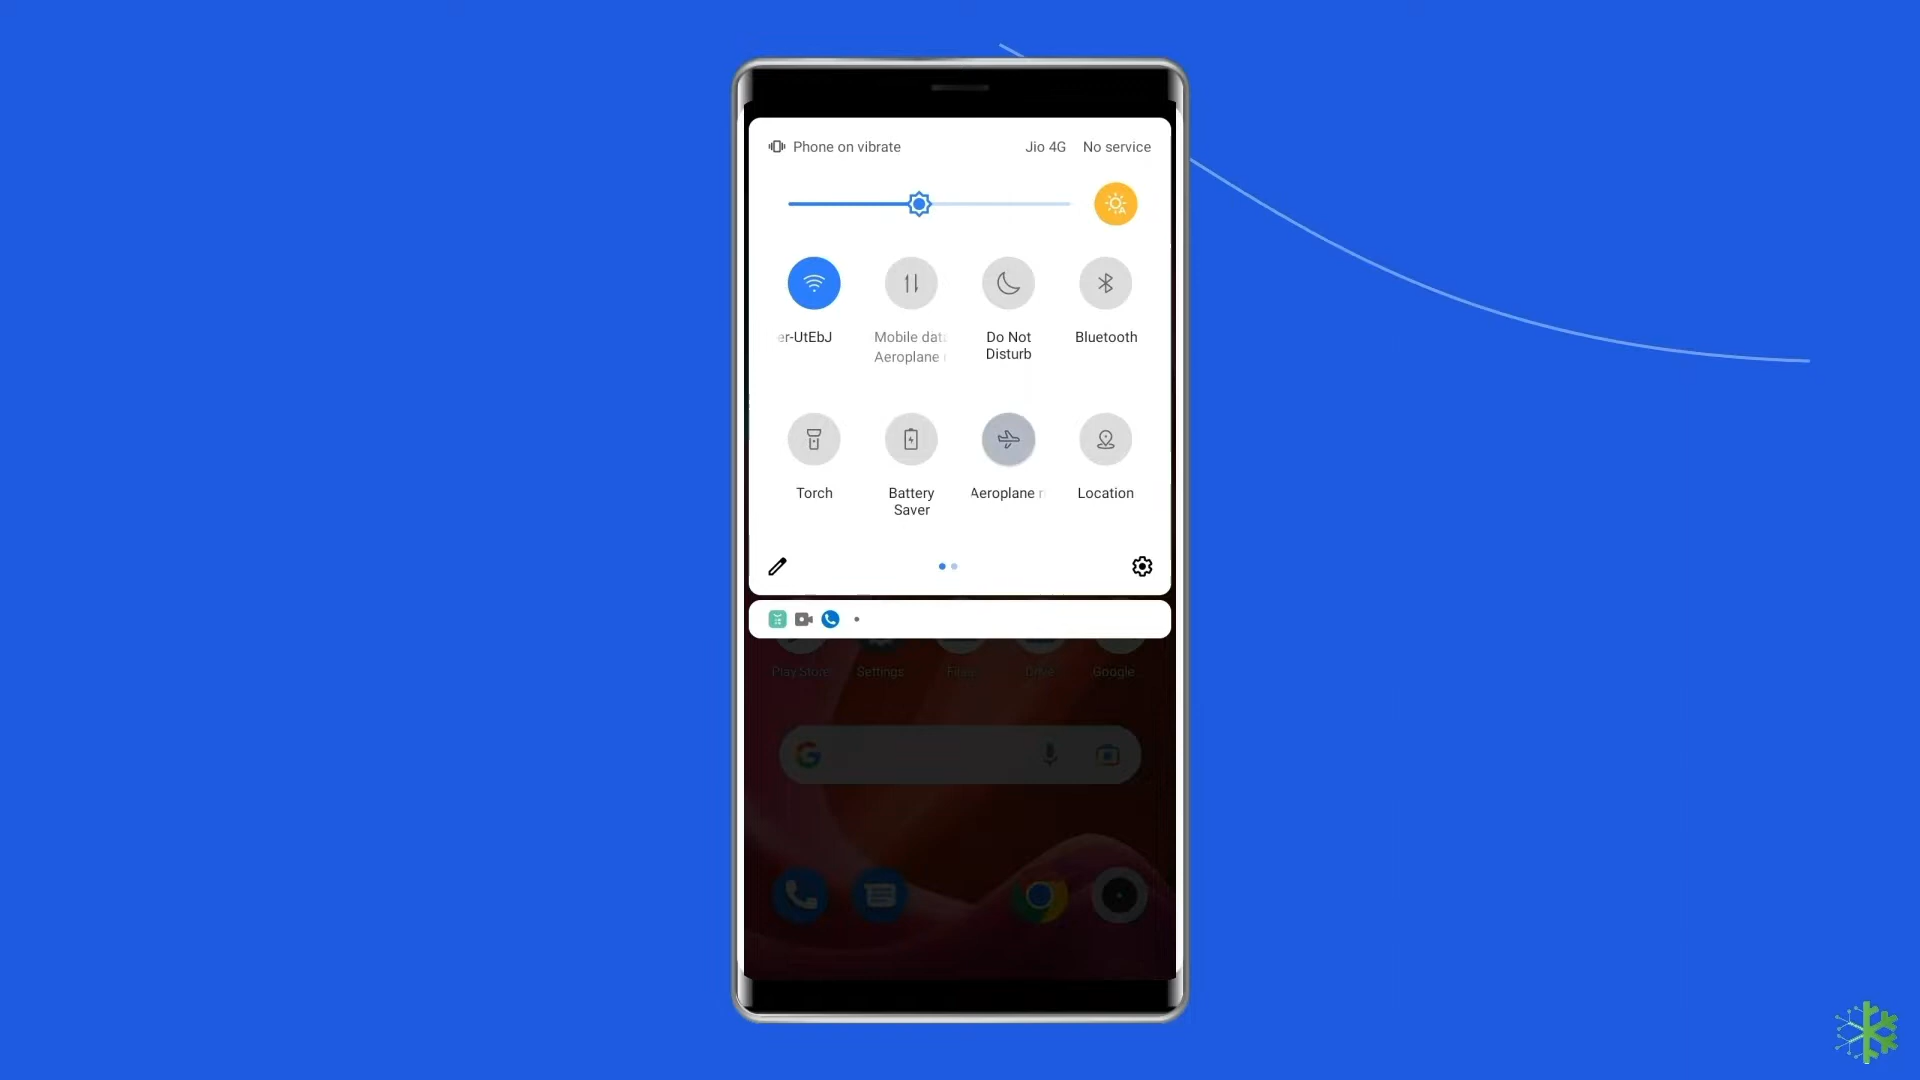 Phone on vibrate Jio 4G No service
er-UtEbJ Mobile data Do Not Disturb Bluetooth
Aeroplane
Torch Battery Saver Aeroplane Location
Play Store Settings Files Drive Google